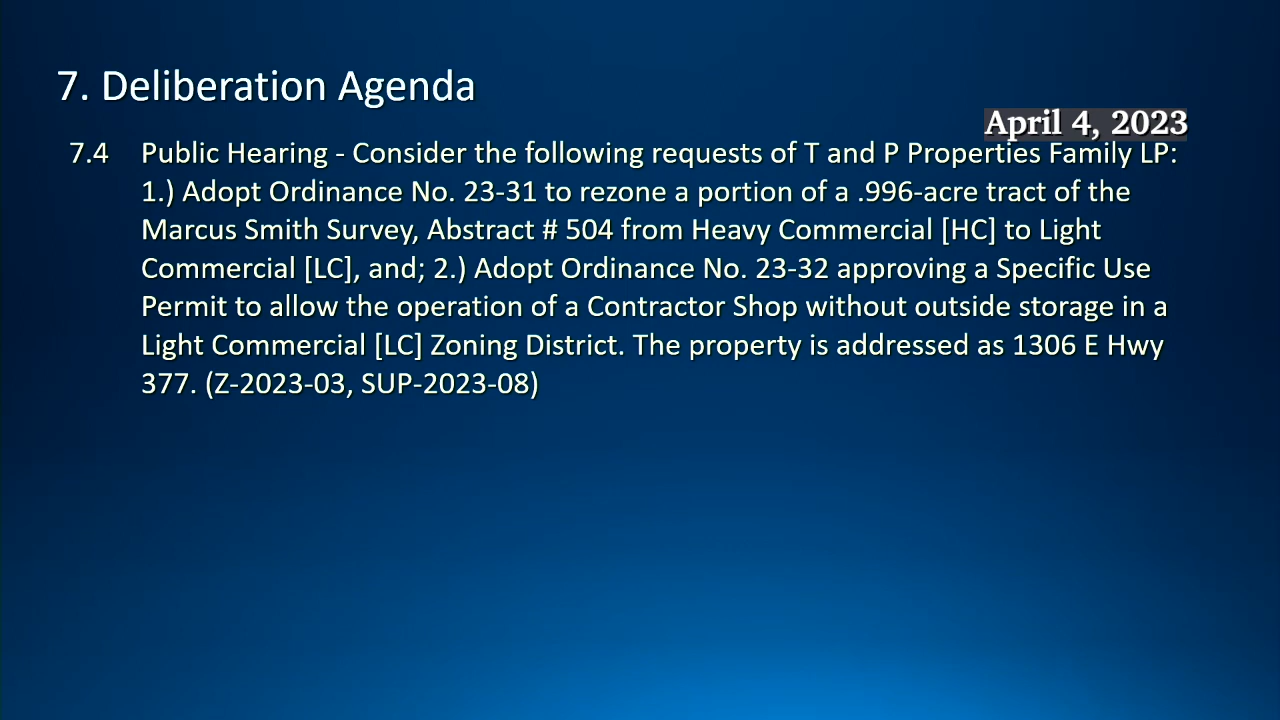 7. Deliberation Agenda
April 4, 2023
7.4 Public Hearing - Consider the following requests of T and P Properties Family LP:
1.) Adopt Ordinance No. 23-31 to rezone a portion of a .996-acre tract of the
Marcus Smith Survey, Abstract # 504 from Heavy Commercial [HC] to Light
Commercial [LC], and; 2.) Adopt Ordinance No. 23-32 approving a Specific Use
Permit to allow the operation of a Contractor Shop without outside storage in a
Light Commercial [LC] Zoning District. The property is addressed as 1306 E Hwy
377. (Z-2023-03, SUP-2023-08)